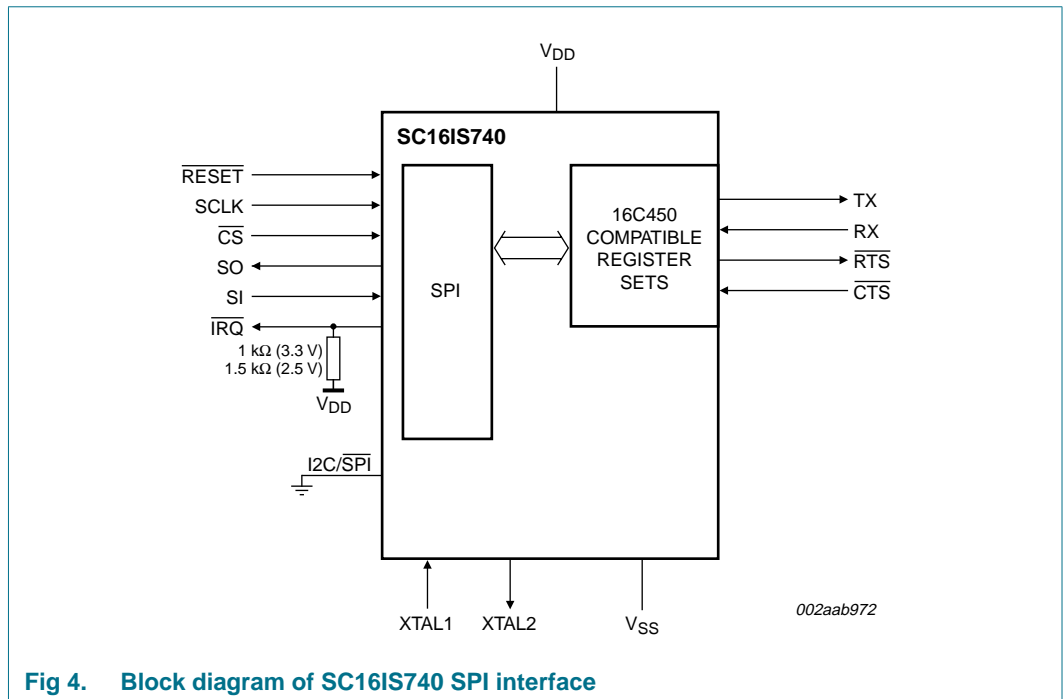 VDD
SC16IS740
RESET
SCLK
CS
SO
SI
IRQ
1 kΩ (3.3 V)
1.5 kΩ (2.5 V)
VDD
I2C/SPI
SPI
16C450
COMPATIBLE
REGISTER
SETS
TX
RX
RTS
CTS
XTAL1
XTAL2
VSS
002aab972
Fig 4. Block diagram of SC16IS740 SPI interface